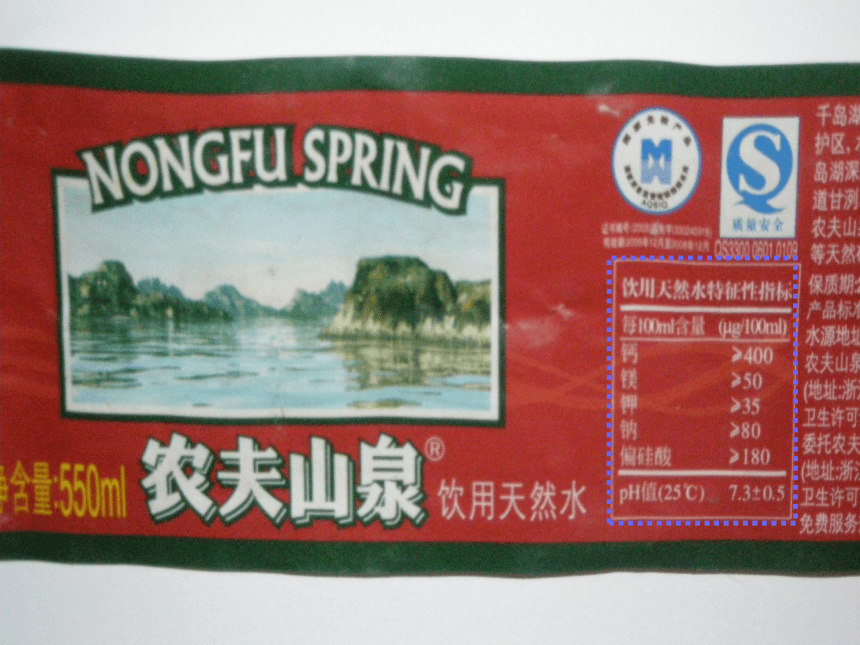 NONGFU SPRING
农夫山泉®
饮用天然水
净含量:550ml
AQSIQ
质量安全
QS3300 0601 0109
饮用天然水特征性指标
每100ml含量 (μg/100ml)
钙 ≥400
镁 ≥50
钾 ≥35
钠 ≥80
偏硅酸 ≥180
pH值(25℃) 7.3±0.5
千岛湖
护区,
岛湖深
道甘洌
农夫山
等天然
保质期
产品标
水源地址
农夫山泉
(地址:浙
卫生许可
委托农夫
(地址:浙
卫生许可
免费服务